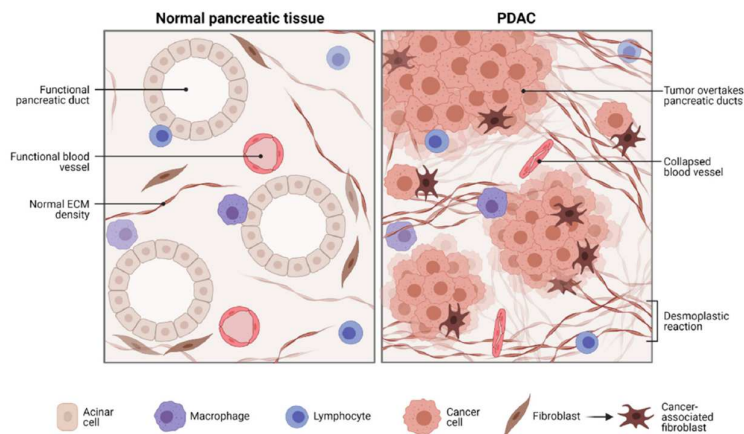 Normal pancreatic tissue
PDAC
Functional
pancreatic duct
Functional blood
vessel
Normal ECM
density
Tumor overtakes
pancreatic ducts
Collapsed
blood vessel
Desmoplastic
reaction
Acinar
cell
Macrophage
Lymphocyte
Cancer
cell
Fibroblast
Cancer-
associated
fibroblast